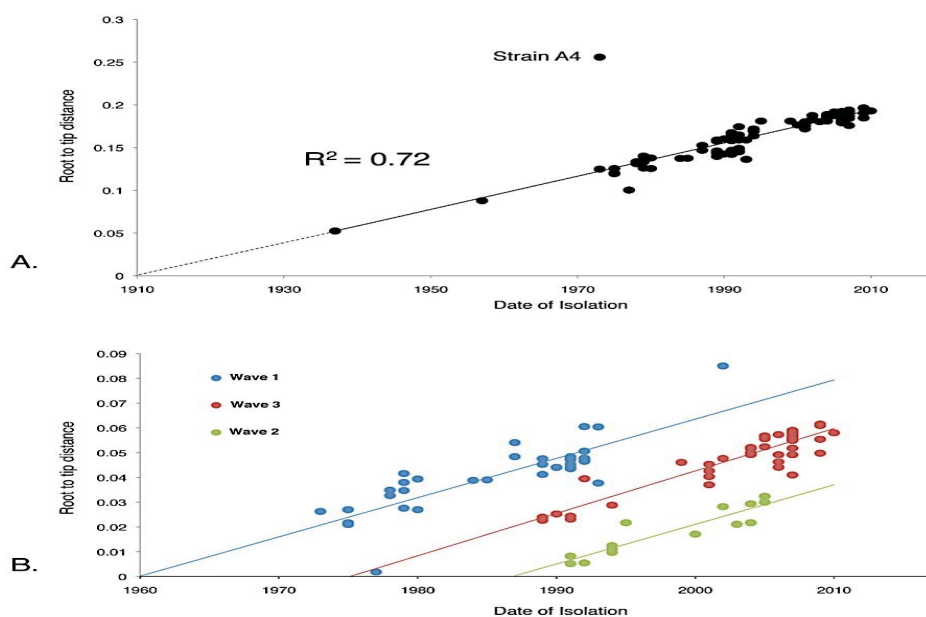 0.3
0.25
0.2
0.15
0.1
0.05
0
Root to tip distance
Strain A4
R² = 0.72
A.
1910
1930
1950
1970
1990
2010
Date of Isolation
0.09
0.08
0.07
0.06
0.05
0.04
0.03
0.02
0.01
0
Root to tip distance
Wave 1
Wave 3
Wave 2
B.
1960
1970
1980
1990
2000
2010
Date of Isolation